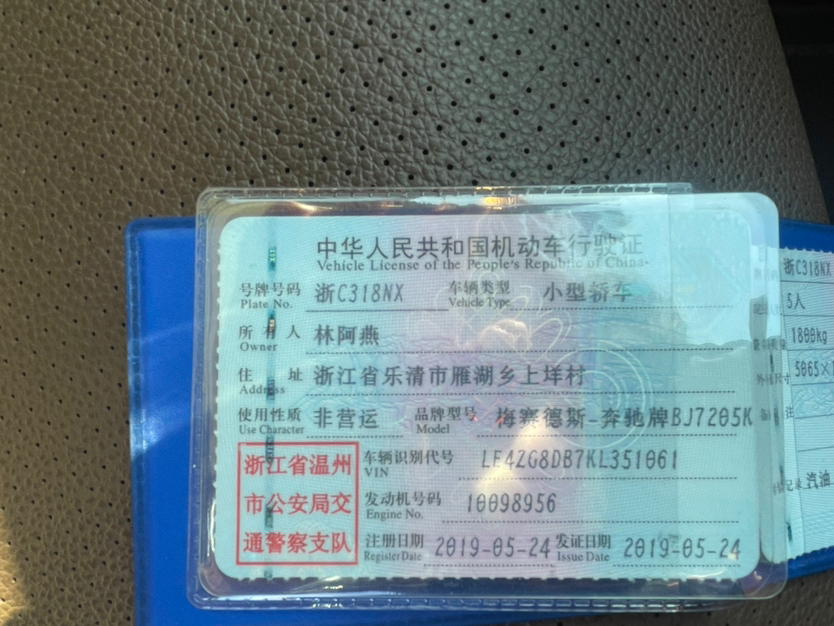 中华人民共和国机动车行驶证
Vehicle License of the People's Republic of China
号牌号码 浙C318NX 车辆类型 小型轿车
Plate No. Vehicle Type
所有人 林阿燕
Owner
住址 浙江省乐清市雁湖乡上垟村
Address
使用性质 非营运 品牌型号 梅赛德斯-奔驰牌BJ7205K
Use Character Model
浙江省温州
市公安局交
通警察支队
车辆识别代号 LE4ZG8DB7KL351061
VIN
发动机号码 10098956
Engine No.
注册日期 2019-05-24 发证日期 2019-05-24
Register Date Issue Date
浙C318NX
5人
1800kg
尺寸 5065×
注
记录 汽油